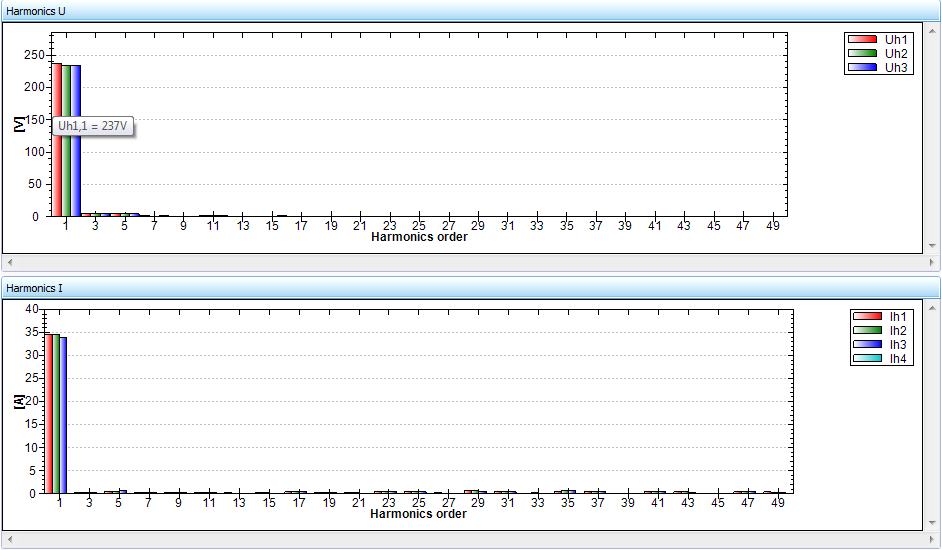 Harmonics U
[V]
250
200
150
100
50
0
Uh1,1 = 237V
1 3 5 7 9 11 13 15 17 19 21 23 25 27 29 31 33 35 37 39 41 43 45 47 49
Harmonics order
Uh1
Uh2
Uh3
Harmonics I
[A]
40
35
30
25
20
15
10
5
0
1 3 5 7 9 11 13 15 17 19 21 23 25 27 29 31 33 35 37 39 41 43 45 47 49
Harmonics order
Ih1
Ih2
Ih3
Ih4